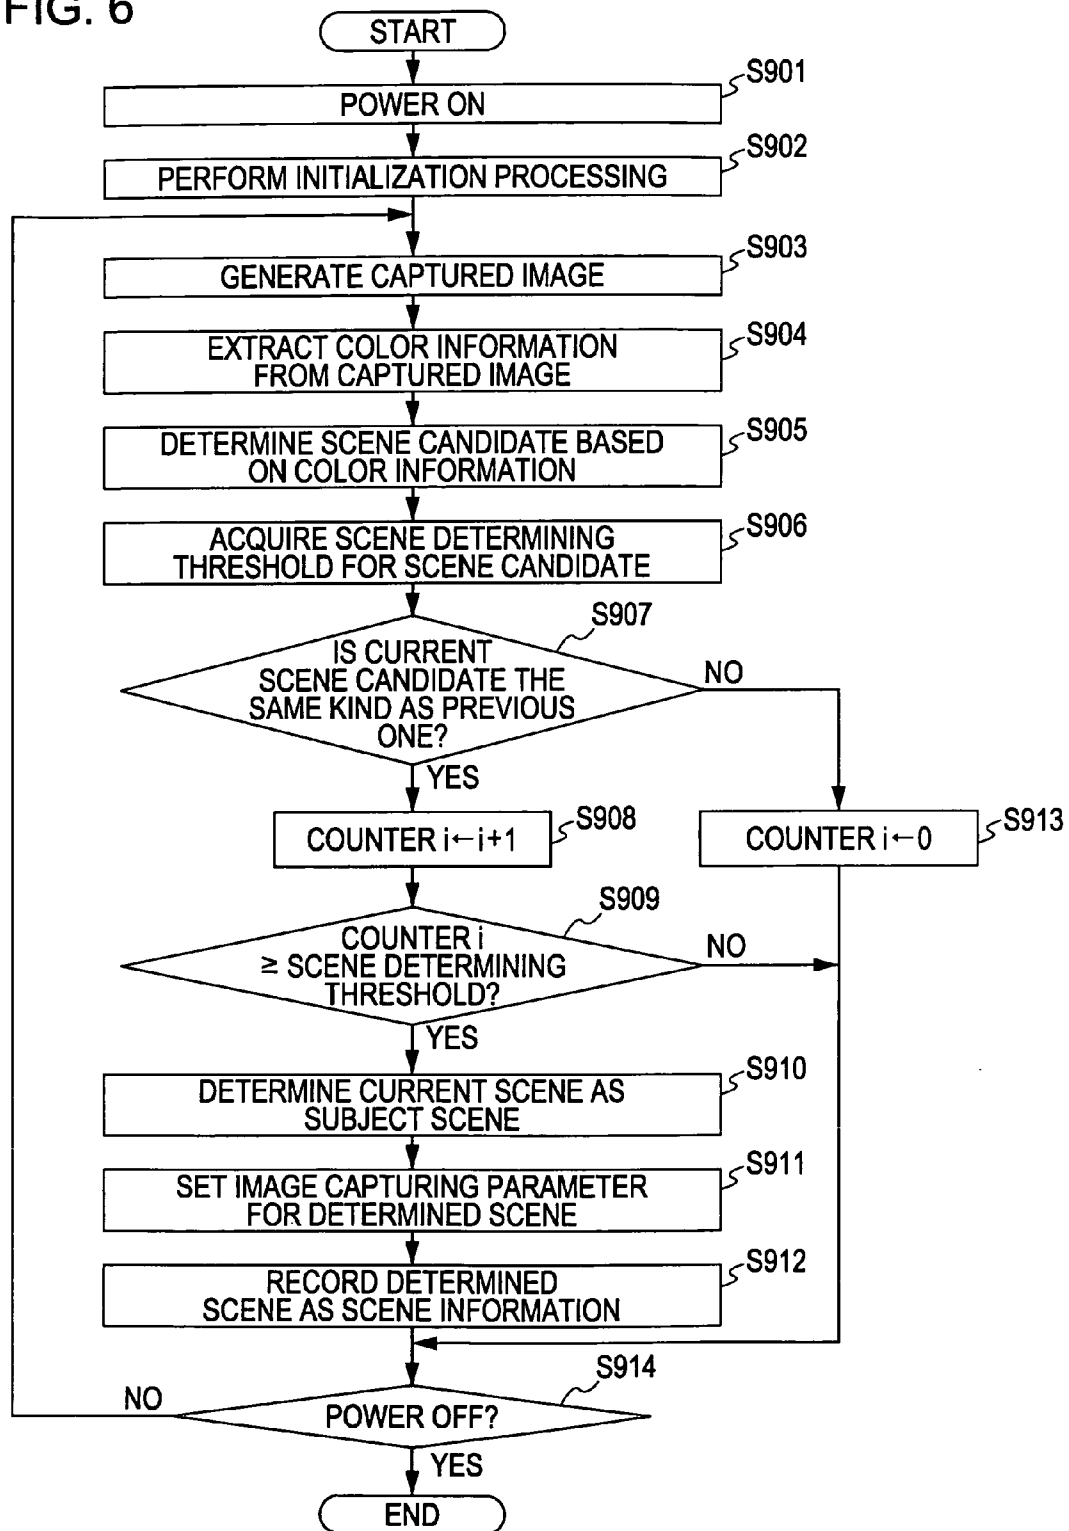 FIG. 6
START
S901
POWER ON
S902
PERFORM INITIALIZATION PROCESSING
S903
GENERATE CAPTURED IMAGE
S904
EXTRACT COLOR INFORMATION
FROM CAPTURED IMAGE
S905
DETERMINE SCENE CANDIDATE BASED
ON COLOR INFORMATION
S906
ACQUIRE SCENE DETERMINING
THRESHOLD FOR SCENE CANDIDATE
S907
IS CURRENT
SCENE CANDIDATE THE
SAME KIND AS PREVIOUS
ONE?
NO
YES
S908
COUNTER i←i+1
S913
COUNTER i←0
S909
COUNTER i
≥ SCENE DETERMINING
THRESHOLD?
NO
YES
S910
DETERMINE CURRENT SCENE AS
SUBJECT SCENE
S911
SET IMAGE CAPTURING PARAMETER
FOR DETERMINED SCENE
S912
RECORD DETERMINED
SCENE AS SCENE INFORMATION
S914
NO
POWER OFF?
YES
END